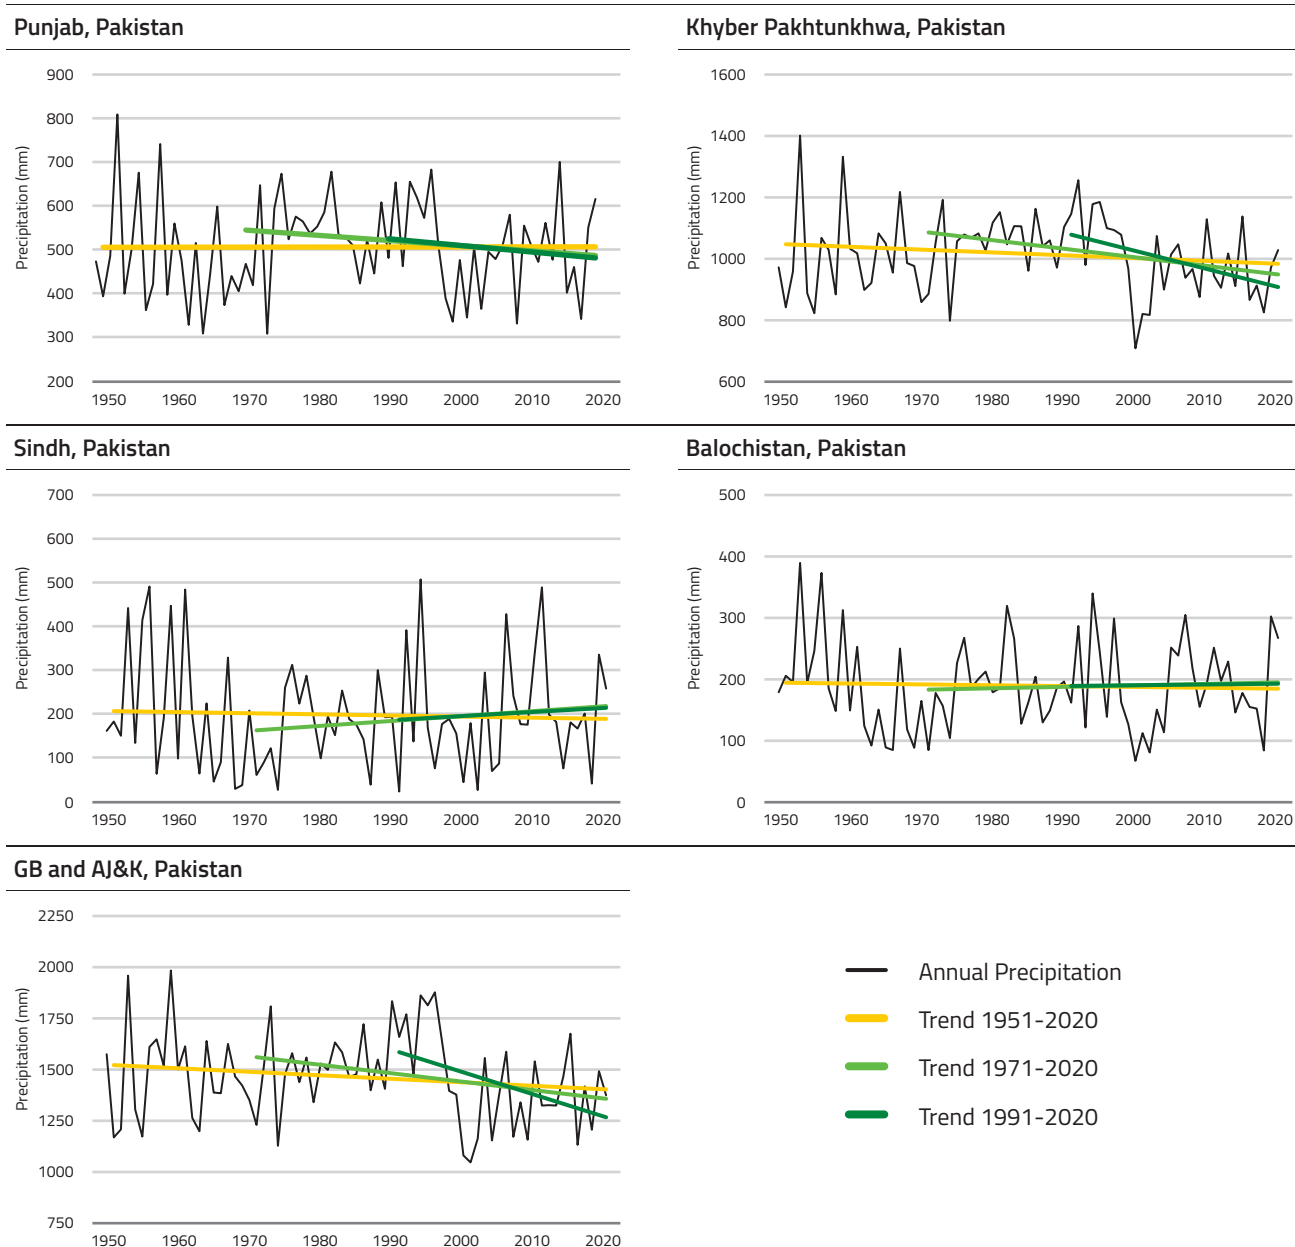 Punjab, Pakistan
Precipitation (mm)
900
800
700
600
500
400
300
200
1950 1960 1970 1980 1990 2000 2010 2020
Khyber Pakhtunkhwa, Pakistan
Precipitation (mm)
1600
1400
1200
1000
800
600
1950 1960 1970 1980 1990 2000 2010 2020
Sindh, Pakistan
Precipitation (mm)
700
600
500
400
300
200
100
0
1950 1960 1970 1980 1990 2000 2010 2020
Balochistan, Pakistan
Precipitation (mm)
500
400
300
200
100
0
1950 1960 1970 1980 1990 2000 2010 2020
GB and AJ&K, Pakistan
Precipitation (mm)
2250
2000
1750
1500
1250
1000
750
1950 1960 1970 1980 1990 2000 2010 2020
Annual Precipitation
Trend 1951-2020
Trend 1971-2020
Trend 1991-2020